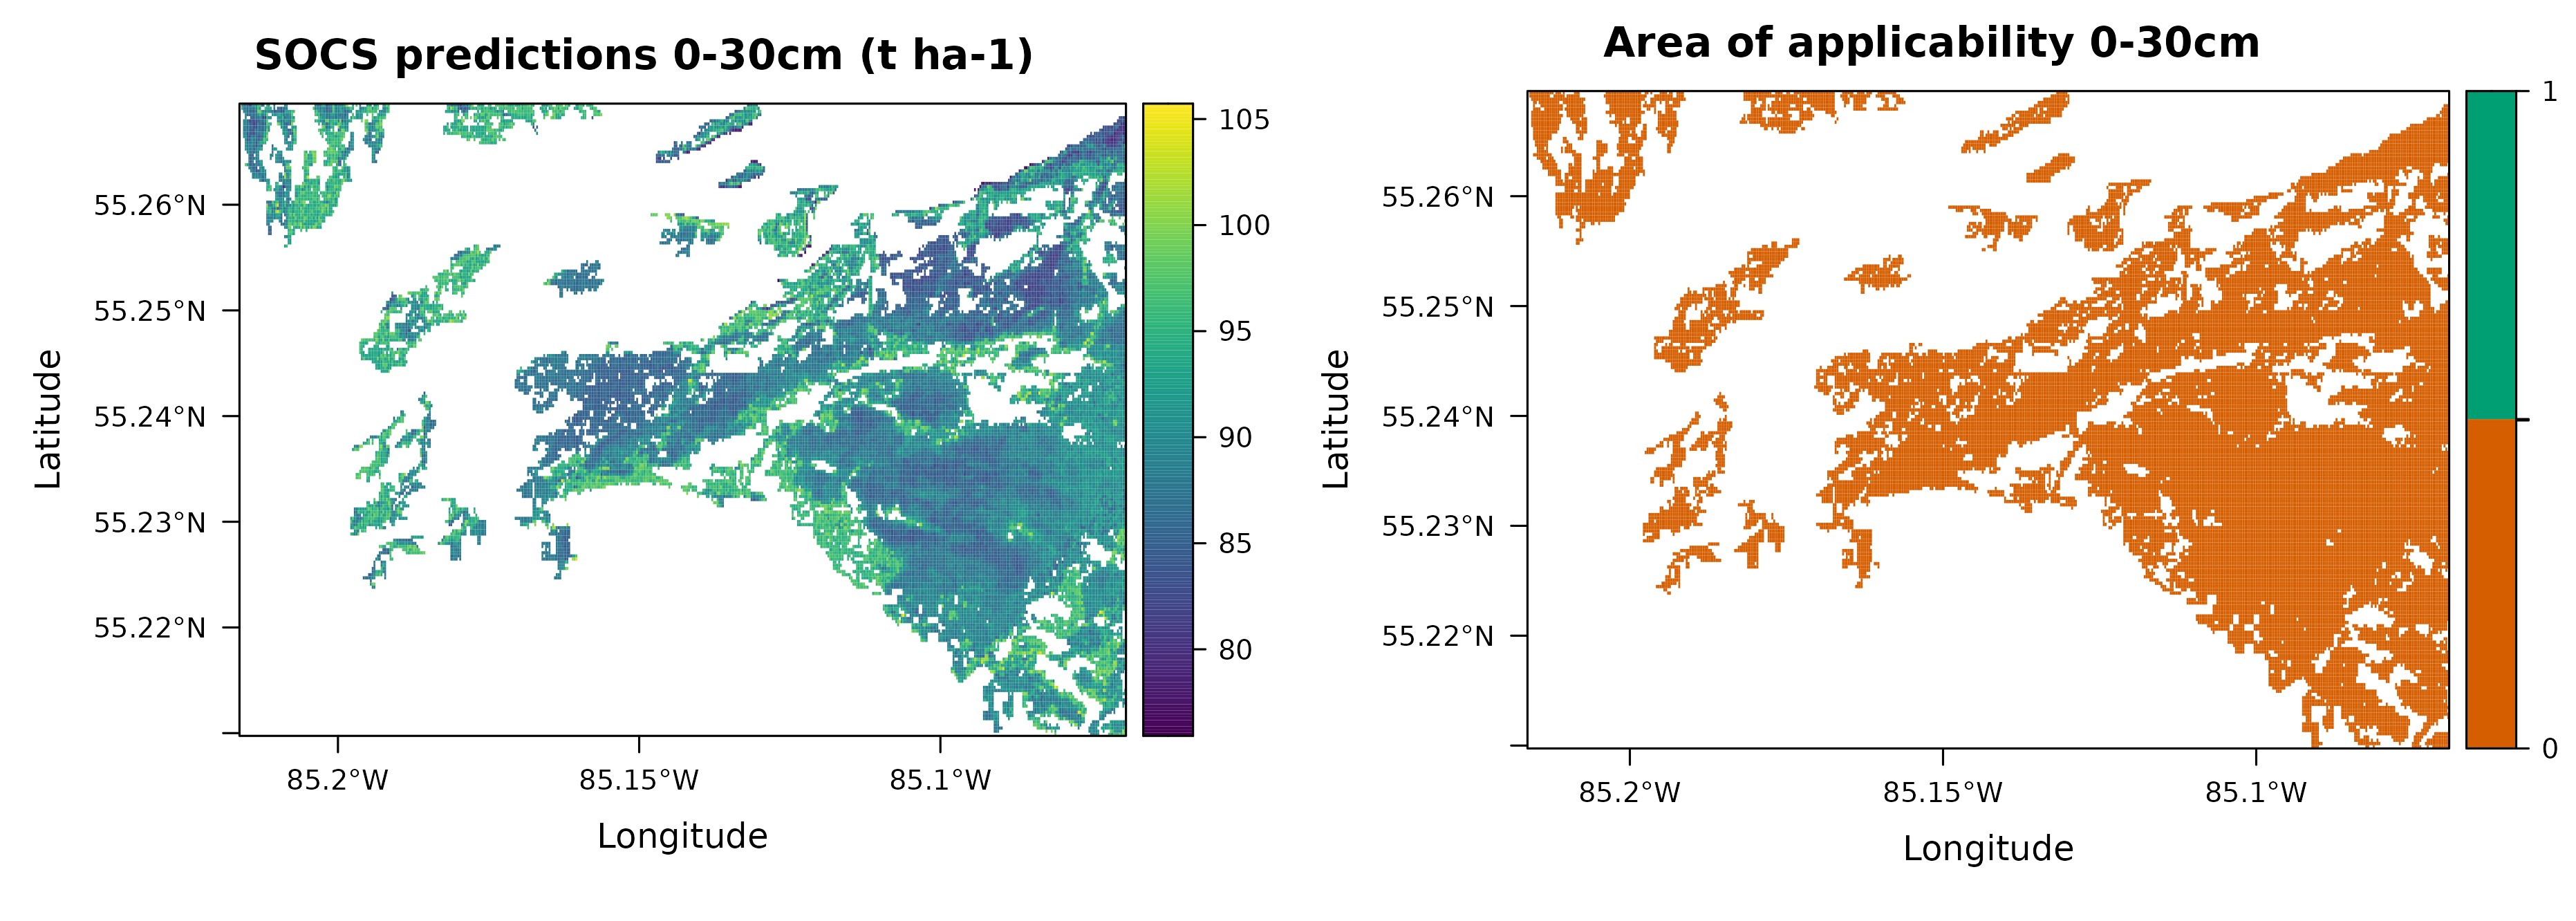 SOCS predictions 0-30cm (t ha-1)
Latitude
55.26°N
55.25°N
55.24°N
55.23°N
55.22°N
85.2°W
85.15°W
85.1°W
Longitude
105
100
95
90
85
80
Area of applicability 0-30cm
Latitude
55.26°N
55.25°N
55.24°N
55.23°N
55.22°N
85.2°W
85.15°W
85.1°W
Longitude
1
0